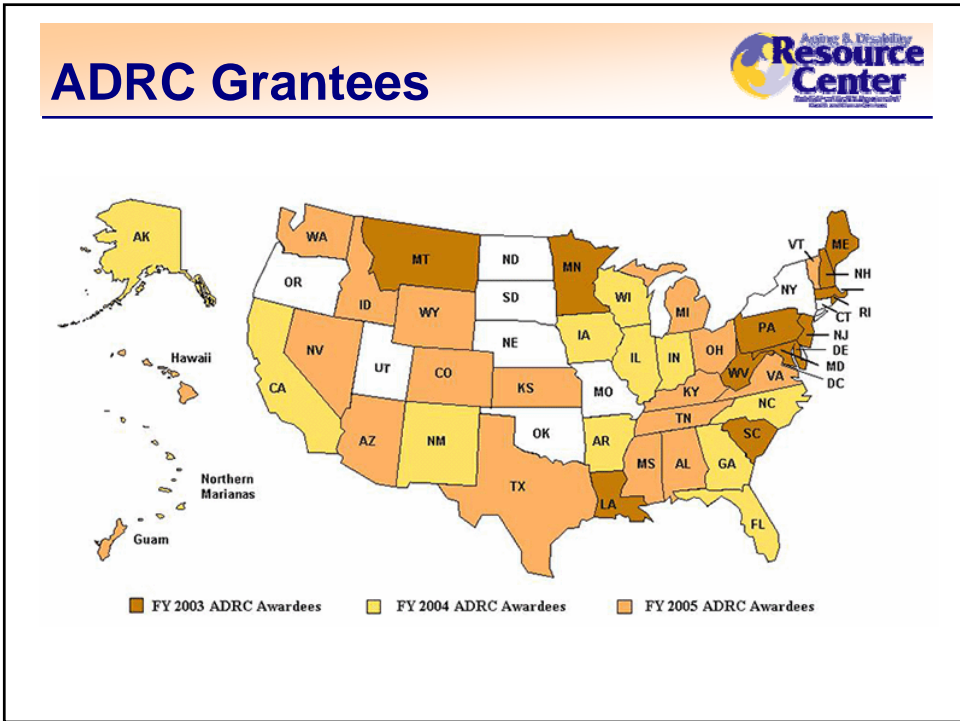 ADRC Grantees
Aging & Disability
Resource
Center
AK
WA
MT
ND
MN
VT
ME
OR
ID
SD
WI
NY
NH
WY
MI
CT
RI
NV
NE
IA
PA
NJ
Hawaii
UT
CO
IL
IN
OH
DE
CA
KS
MO
WV
VA
MD
KY
DC
AZ
NM
OK
AR
TN
NC
SC
Northern
Marianas
TX
MS
AL
GA
LA
Guam
FL
FY 2003 ADRC Awardees
FY 2004 ADRC Awardees
FY 2005 ADRC Awardees